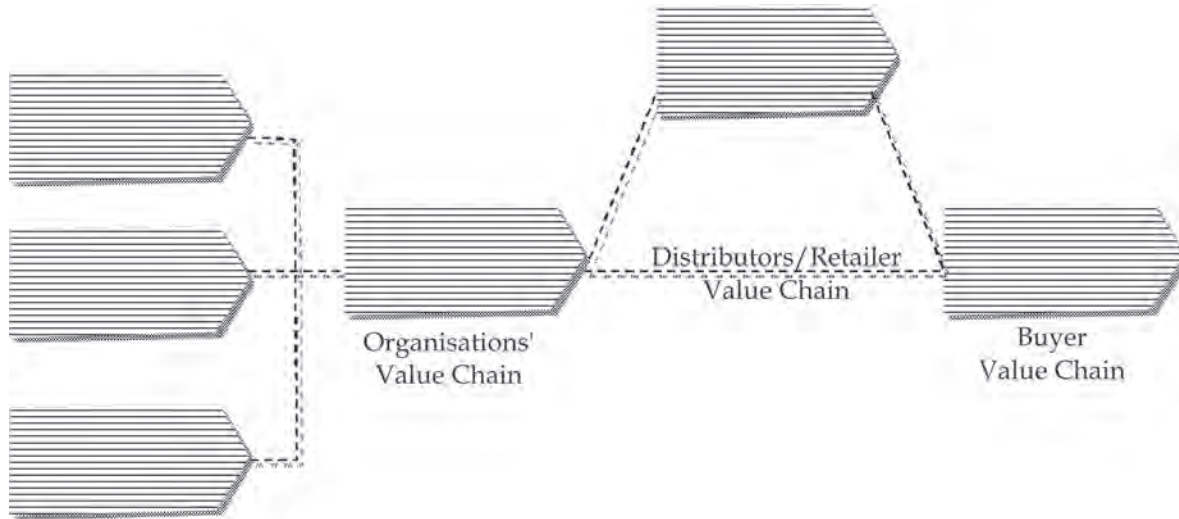 Distributors/Retailer
Value Chain
Organisations'
Value Chain
Buyer
Value Chain